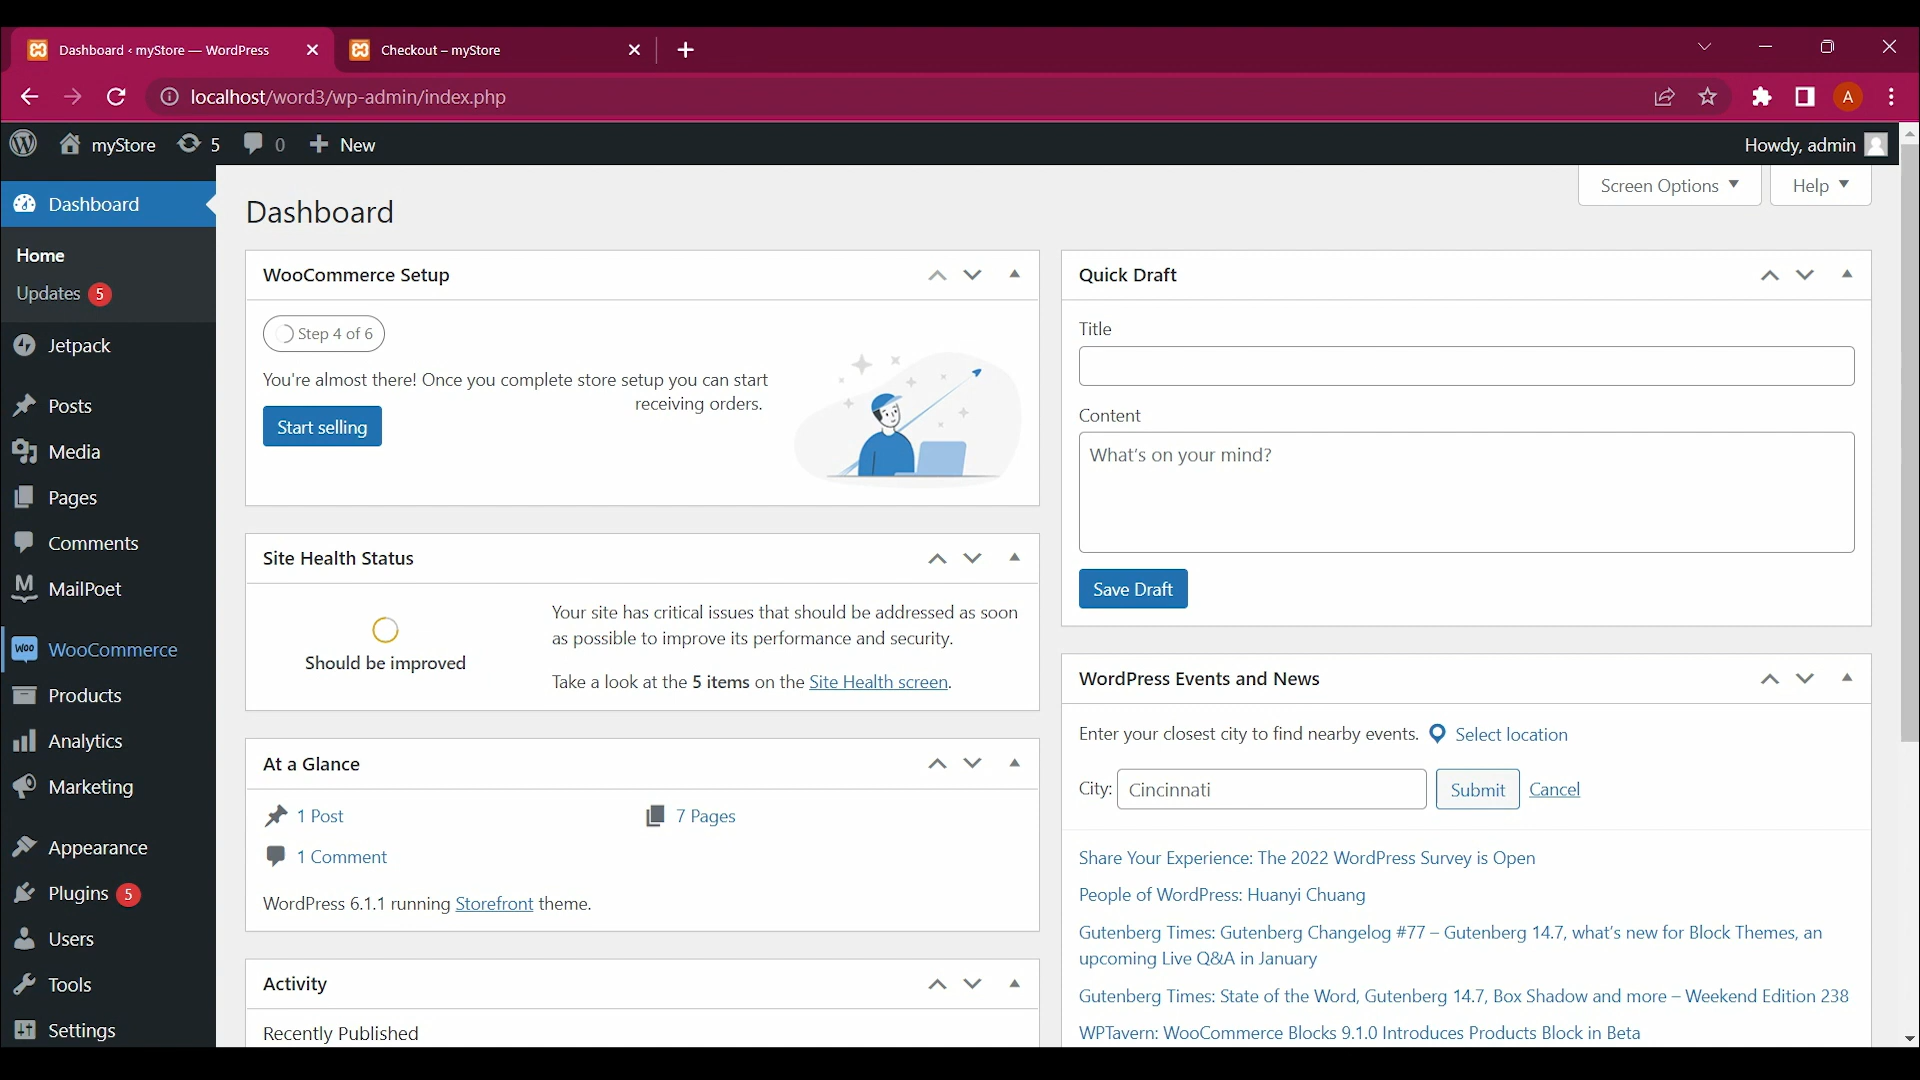 Dashboard ‹ myStore — WordPress
Checkout – myStore
localhost/word3/wp-admin/index.php
A
myStore
5
0
New
Howdy, admin
Dashboard
Home
Updates 5
Jetpack
Posts
Media
Pages
Comments
MailPoet
Woo WooCommerce
Products
Analytics
Marketing
Appearance
Plugins 5
Users
Tools
Settings
Screen Options
Help
Dashboard
WooCommerce Setup
Step 4 of 6
You're almost there! Once you complete store setup you can start
receiving orders.
Start selling
Site Health Status
Should be improved
Your site has critical issues that should be addressed as soon
as possible to improve its performance and security.
Take a look at the 5 items on the Site Health screen.
At a Glance
1 Post
7 Pages
1 Comment
WordPress 6.1.1 running Storefront theme.
Activity
Recently Published
Quick Draft
Title
Content
What's on your mind?
Save Draft
WordPress Events and News
Enter your closest city to find nearby events. Select location
City: Cincinnati Submit Cancel
Share Your Experience: The 2022 WordPress Survey is Open
People of WordPress: Huanyi Chuang
Gutenberg Times: Gutenberg Changelog #77 – Gutenberg 14.7, what's new for Block Themes, an
upcoming Live Q&A in January
Gutenberg Times: State of the Word, Gutenberg 14.7, Box Shadow and more – Weekend Edition 238
WPTavern: WooCommerce Blocks 9.1.0 Introduces Products Block in Beta